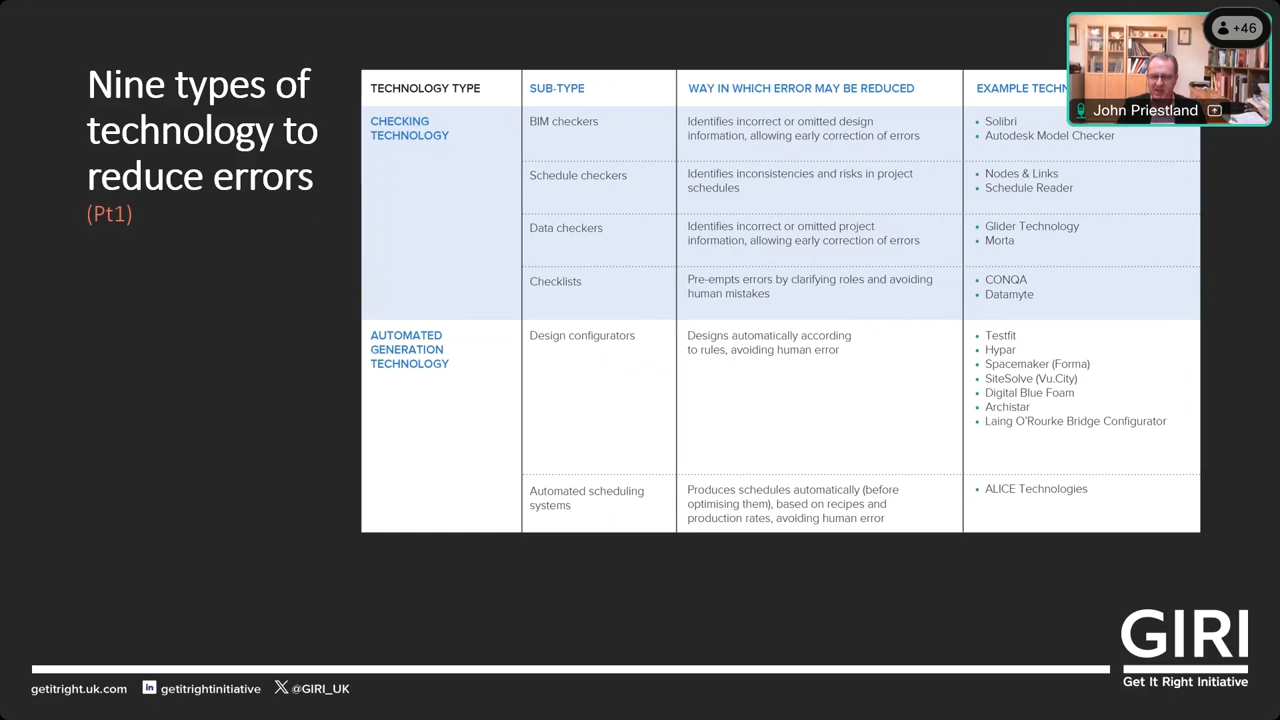 Nine types of
technology to
reduce errors
(Pt1)
TECHNOLOGY TYPE
SUB-TYPE
WAY IN WHICH ERROR MAY BE REDUCED
EXAMPLE
CHECKING
TECHNOLOGY
BIM checkers
Identifies incorrect or omitted design
information, allowing early correction of errors
• Solibri
• Autodesk Model Checker
Schedule checkers
Identifies inconsistencies and risks in project
schedules
• Nodes & Links
• Schedule Reader
Data checkers
Identifies incorrect or omitted project
information, allowing early correction of errors
• Glider Technology
• Morta
Checklists
Pre-empts errors by clarifying roles and avoiding
human mistakes
• CONQA
• Datamyte
AUTOMATED
GENERATION
TECHNOLOGY
Design configurators
Designs automatically according
to rules, avoiding human error
• Testfit
• Hypar
• Spacemaker (Forma)
• SiteSolve (Vu.City)
• Digital Blue Foam
• Archistar
• Laing O'Rourke Bridge Configurator
Automated scheduling
systems
Produces schedules automatically (before
optimising them), based on recipes and
production rates, avoiding human error
• ALICE Technologies
+46
John Priestland
GIRI
Get It Right Initiative
getitright.uk.com
in getitrightinitiative
X @GIRI_UK